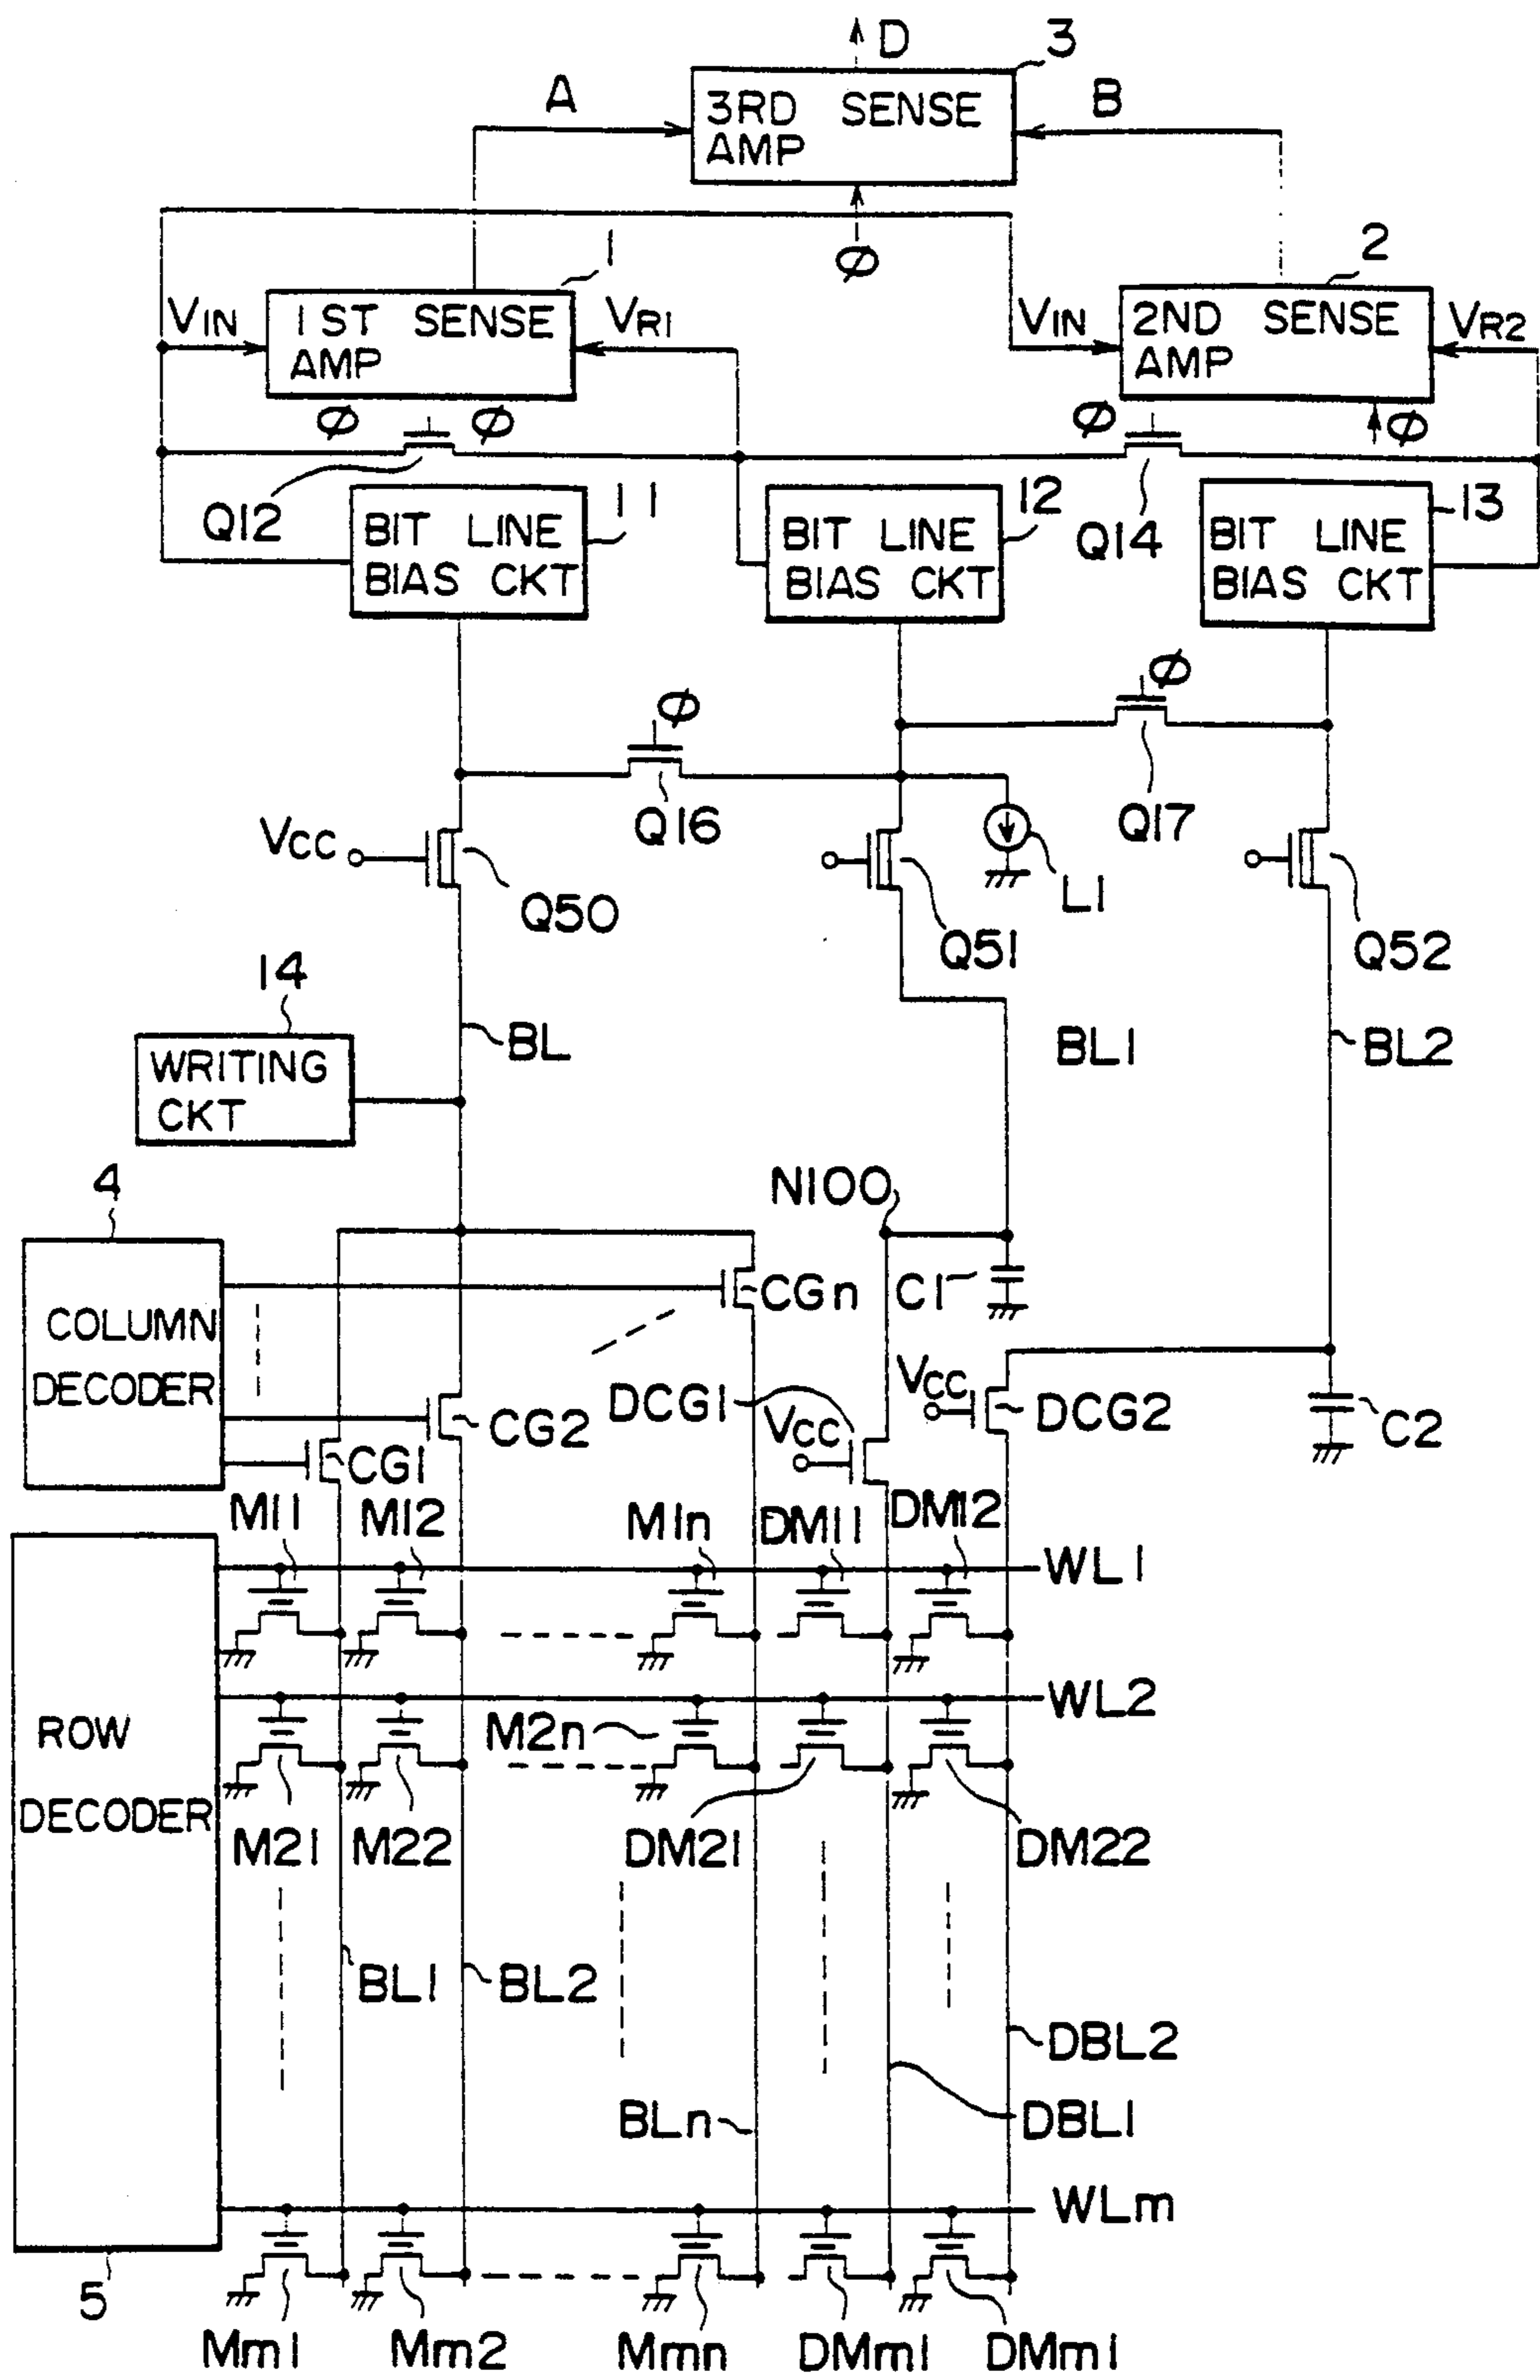 D
3
A
3RD SENSE
AMP
B
Ø
1
2
VIN
1ST SENSE
AMP
VR1
VIN
2ND SENSE
AMP
VR2
Ø
Ø
Ø
Ø
Q12
11
BIT LINE
BIAS CKT
12
BIT LINE
BIAS CKT
Q14
13
BIT LINE
BIAS CKT
Ø
Ø
Q16
Q17
VCC
Q50
L1
Q51
Q52
14
WRITING
CKT
BL
BL1
BL2
4
N100
COLUMN
DECODER
CGn
C1
DCG1
VCC
VCC
DCG2
C2
CG2
CG1
M11
M12
M1n
DM11
DM12
WL1
WL2
ROW
DECODER
M2n
M21
M22
DM21
DM22
BL1
BL2
DBL2
BLn
DBL1
WLm
5
Mm1
Mm2
Mmn
DMm1
DMm1